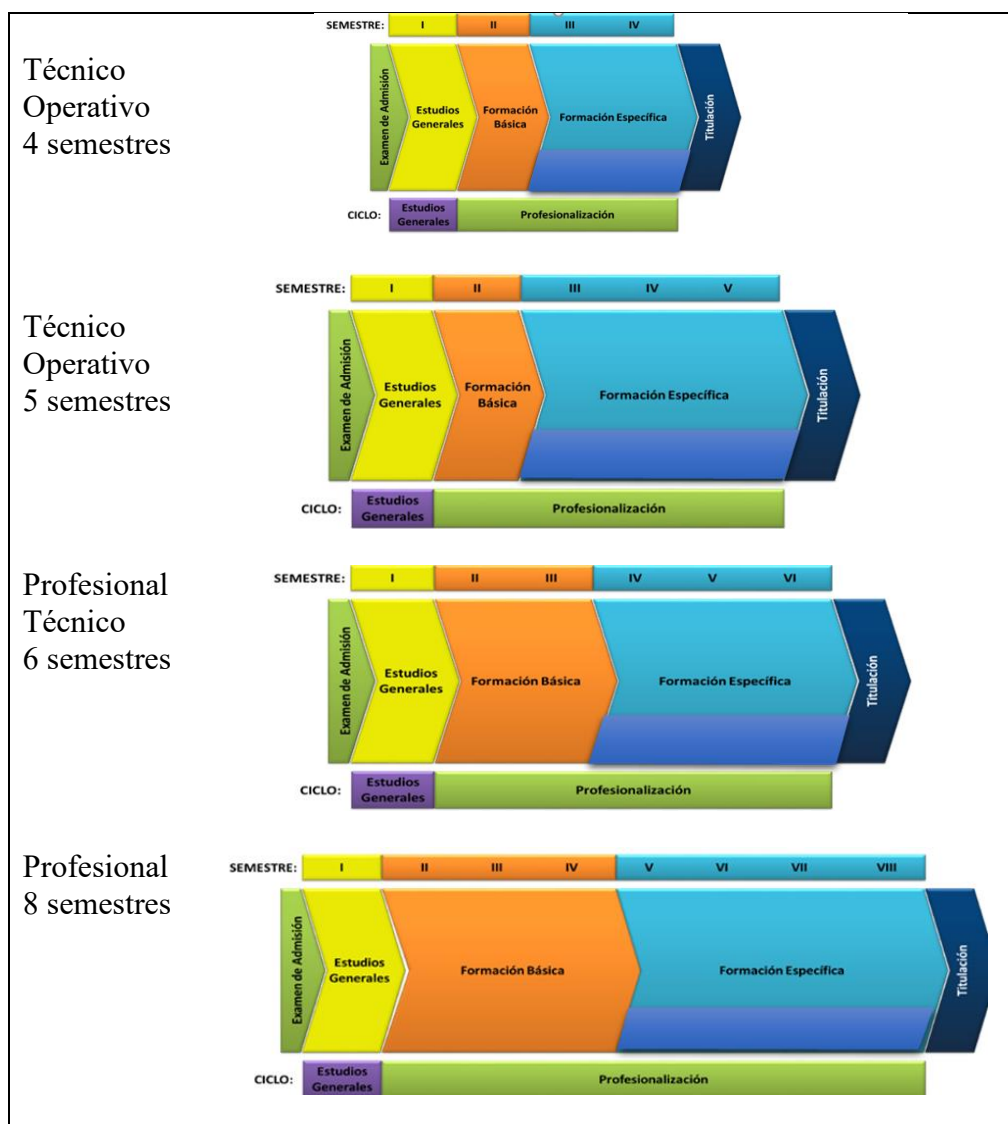 Técnico
Operativo
4 semestres
SEMESTRE: I II III IV
Examen de Admisión
Estudios
Generales
Formación
Básica
Formación Específica
Titulación
CICLO:
Estudios
Generales
Profesionalización
Técnico
Operativo
5 semestres
SEMESTRE: I II III IV V
Examen de Admisión
Estudios
Generales
Formación
Básica
Formación Específica
Titulación
CICLO:
Estudios
Generales
Profesionalización
Profesional
Técnico
6 semestres
SEMESTRE: I II III IV V VI
Examen de Admisión
Estudios
Generales
Formación Básica
Formación Específica
Titulación
CICLO:
Estudios
Generales
Profesionalización
Profesional
8 semestres
SEMESTRE: I II III IV V VI VII VIII
Examen de Admisión
Estudios
Generales
Formación Básica
Formación Específica
Titulación
CICLO:
Estudios
Generales
Profesionalización